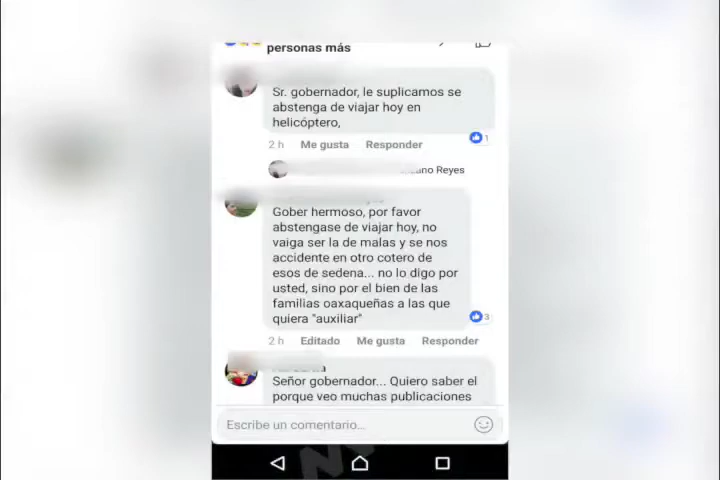 personas más
Sr. gobernador, le suplicamos se
abstenga de viajar hoy en
helicóptero,
1
2 h Me gusta Responder
Reyes
Gober hermoso, por favor
abstengase de viajar hoy, no
vaiga ser la de malas y se nos
accidente en otro cotero de
esos de sedena... no lo digo por
usted, sino por el bien de las
familias oaxaqueñas a las que
quiera "auxiliar"
3
2 h Editado Me gusta Responder
Señor gobernador... Quiero saber el
porque veo muchas publicaciones
Escribe un comentario...